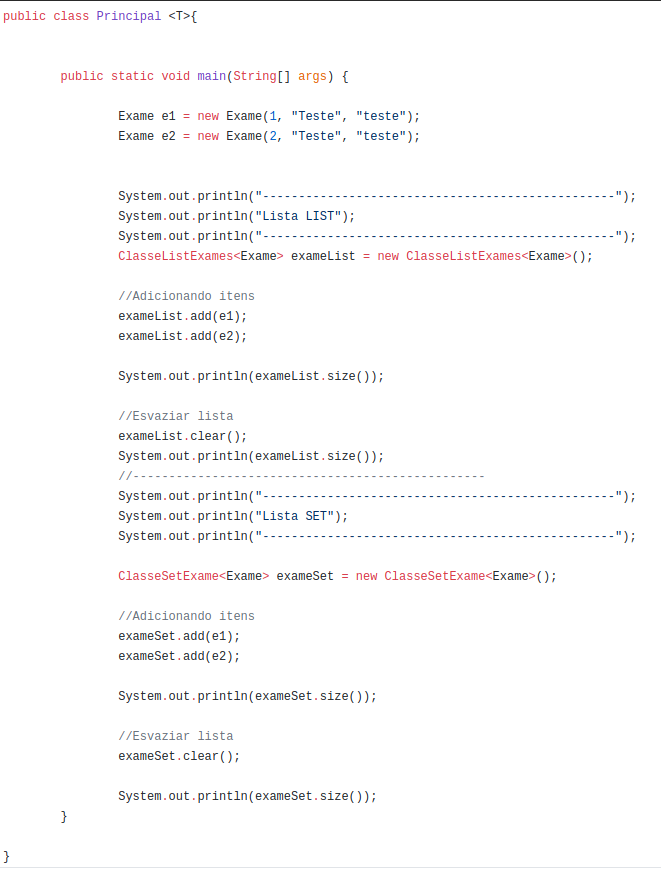 public class Principal <T>{
public static void main(String[] args) {
Exame e1 = new Exame(1, "Teste", "teste");
Exame e2 = new Exame(2, "Teste", "teste");
System.out.println("-------------------------------------------------");
System.out.println("Lista LIST");
System.out.println("-------------------------------------------------");
ClasseListExames<Exame> exameList = new ClasseListExames<Exame>();
//Adicionando itens
exameList.add(e1);
exameList.add(e2);
System.out.println(exameList.size());
//Esvaziar lista
exameList.clear();
System.out.println(exameList.size());
//-------------------------------------------------
System.out.println("-------------------------------------------------");
System.out.println("Lista SET");
System.out.println("-------------------------------------------------");
ClasseSetExame<Exame> exameSet = new ClasseSetExame<Exame>();
//Adicionando itens
exameSet.add(e1);
exameSet.add(e2);
System.out.println(exameSet.size());
//Esvaziar lista
exameSet.clear();
System.out.println(exameSet.size());
}
}